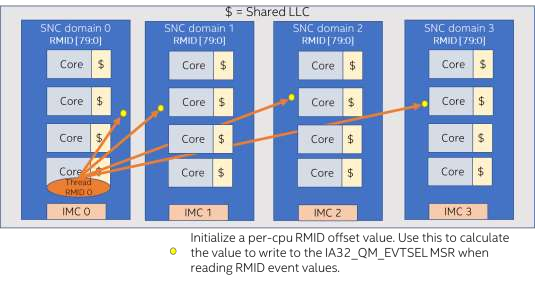 $ = Shared LLC
SNC domain 0
RMID [79:0]
Core $
Core $
Core $
Core $
Thread
RMID 0
IMC 0
SNC domain 1
RMID [79:0]
Core $
Core $
Core $
Core $
IMC 1
SNC domain 2
RMID [79:0]
Core $
Core $
Core $
Core $
IMC 2
SNC domain 3
RMID [79:0]
Core $
Core $
Core $
Core $
IMC 3
Initialize a per-cpu RMID offset value. Use this to calculate
the value to write to the IA32_QM_EVTSEL MSR when
reading RMID event values.